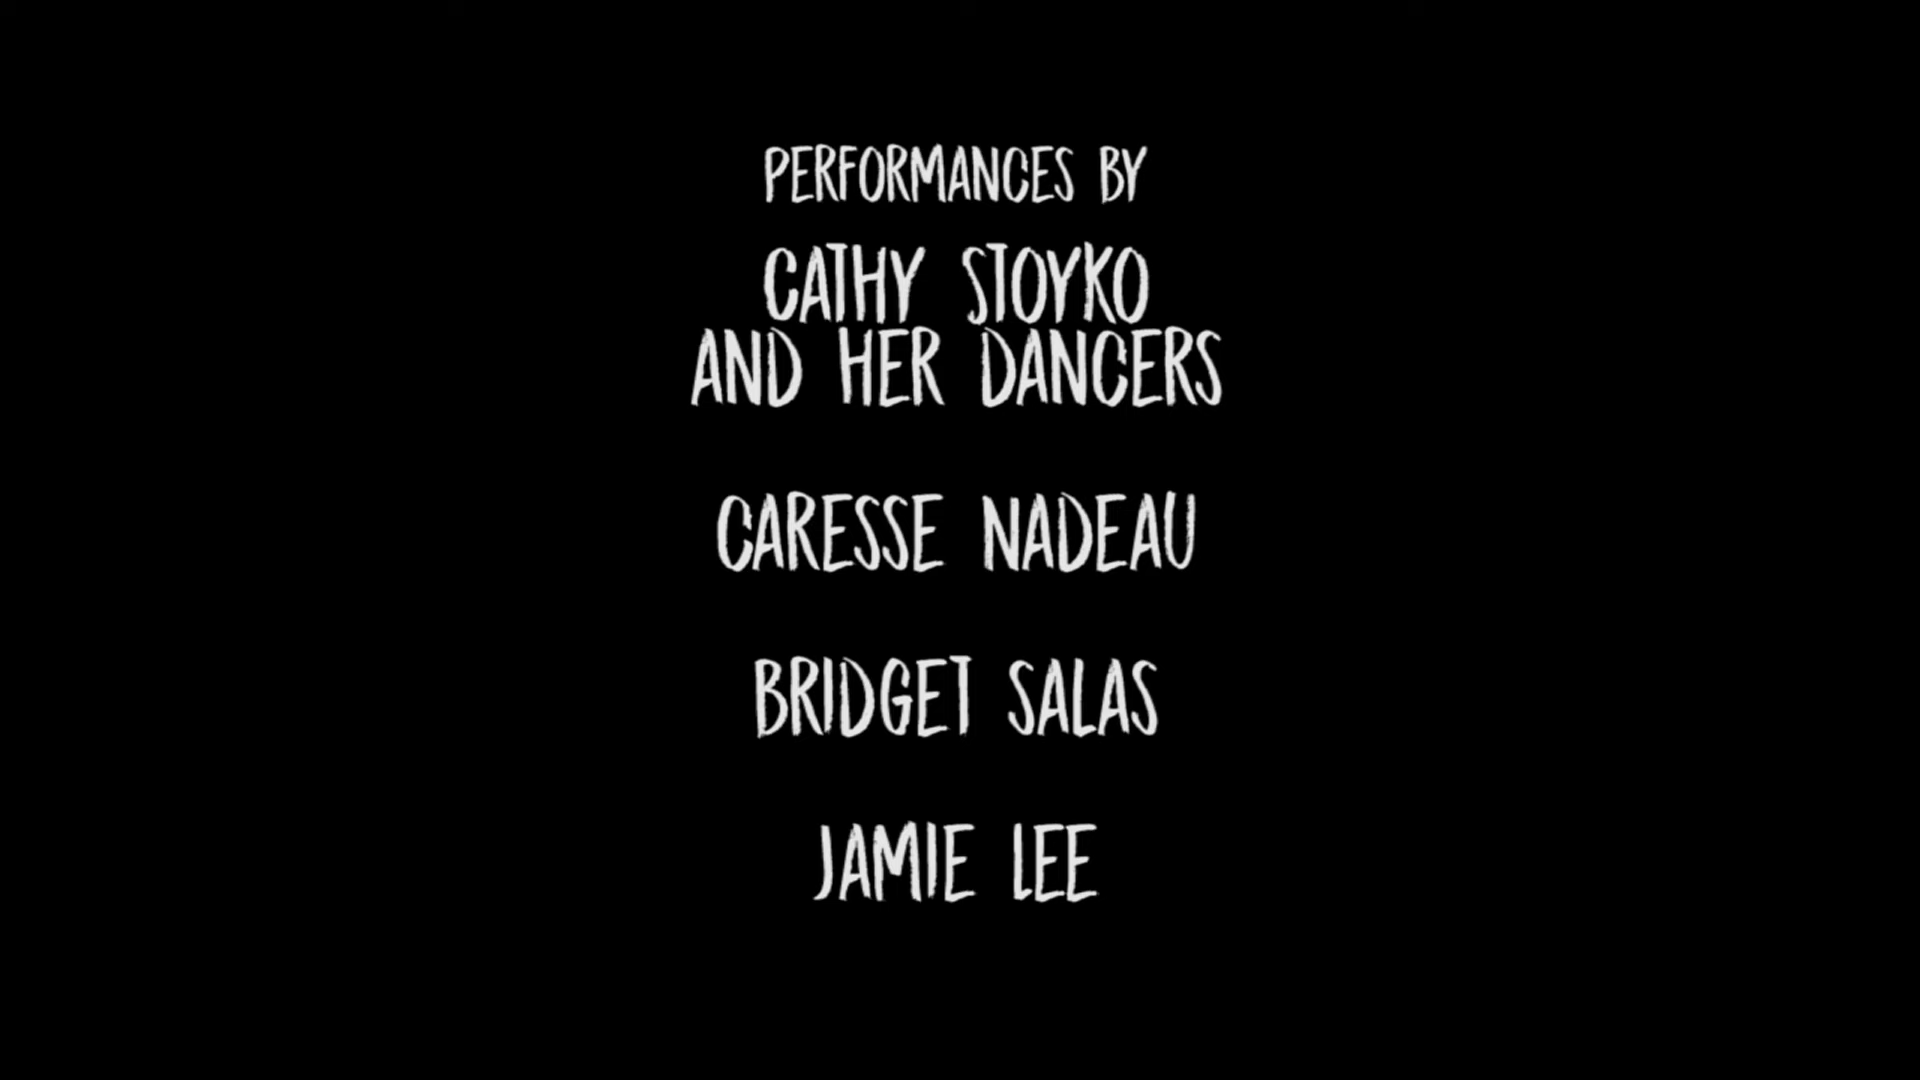 PERFORMANCES BY
CATHY STOYKO
AND HER DANCERS
CARESSE NADEAU
BRIDGET SALAS
JAMIE LEE